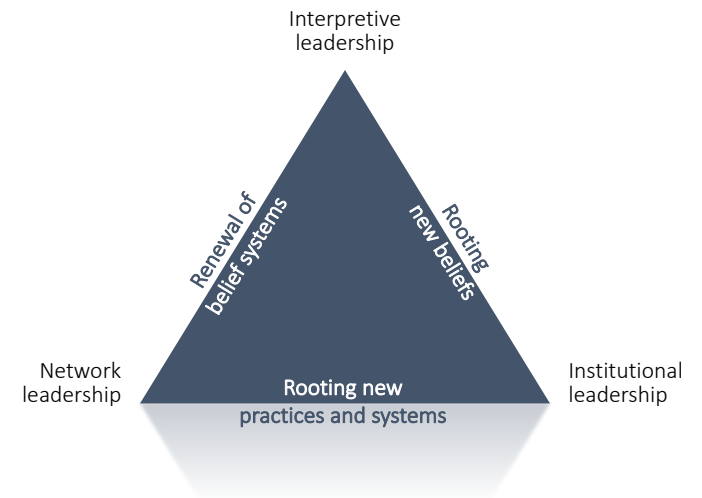 Interpretive
leadership
Renewal of
belief systems
Rooting
new beliefs
Network
leadership
Institutional
leadership
Rooting new
practices and systems